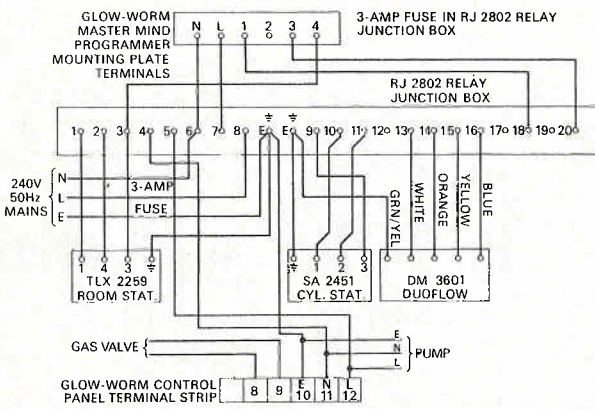 GLOW-WORM
MASTER MIND
PROGRAMMER
MOUNTING PLATE
TERMINALS
N L 1 2 3 4
3-AMP FUSE IN RJ 2802 RELAY
JUNCTION BOX
RJ 2802 RELAY
JUNCTION BOX
1 2 3 4 5 6 7 8 E E 9 10 11 12 13 14 15 16 17 18 19 20
240V
50Hz
MAINS
N
L
E
3-AMP
FUSE
GRN/YEL
WHITE
ORANGE
YELLOW
BLUE
1 4 3
TLX 2259
ROOM STAT.
1 2 3
SA 2451
CYL. STAT.
DM 3601
DUOFLOW
GAS VALVE
E
N
L
PUMP
GLOW-WORM CONTROL
PANEL TERMINAL STRIP
8 9 E 10 N 11 L 12